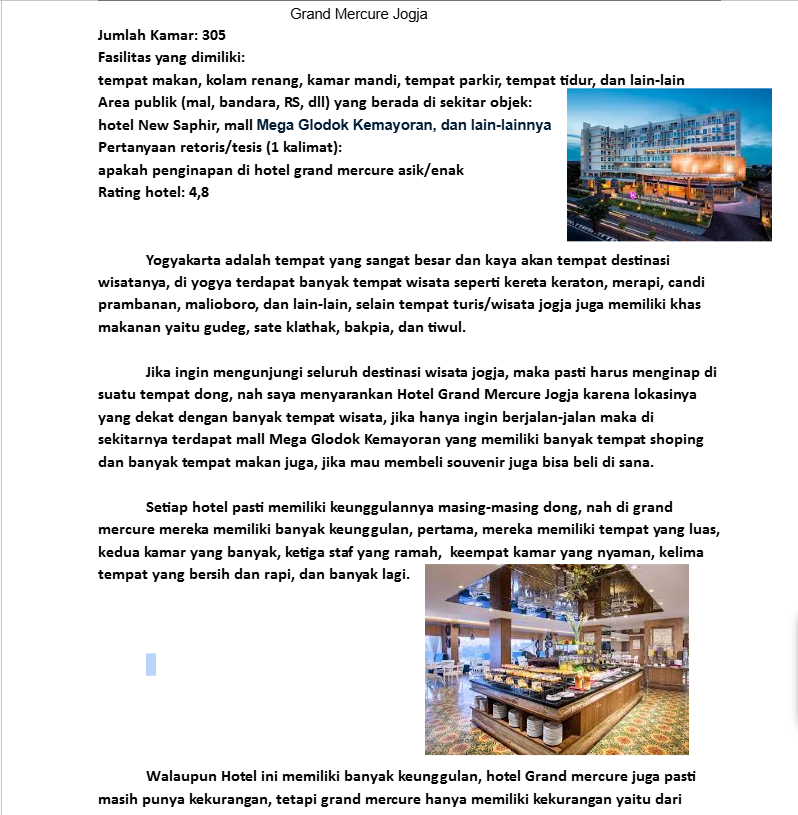 Grand Mercure Jogja
Jumlah Kamar: 305
Fasilitas yang dimiliki:
tempat makan, kolam renang, kamar mandi, tempat parkir, tempat tidur, dan lain-lain
Area publik (mal, bandara, RS, dll) yang berada di sekitar objek:
hotel New Saphir, mall Mega Glodok Kemayoran, dan lain-lainnya
Pertanyaan retoris/tesis (1 kalimat):
apakah penginapan di hotel grand mercure asik/enak
Rating hotel: 4,8
Yogyakarta adalah tempat yang sangat besar dan kaya akan tempat destinasi
wisatanya, di yogya terdapat banyak tempat wisata seperti kereta keraton, merapi, candi
prambanan, malioboro, dan lain-lain, selain tempat turis/wisata jogja juga memiliki khas
makanan yaitu gudeg, sate klathak, bakpia, dan tiwul.
Jika ingin mengunjungi seluruh destinasi wisata jogja, maka pasti harus menginap di
suatu tempat dong, nah saya menyarankan Hotel Grand Mercure Jogja karena lokasinya
yang dekat dengan banyak tempat wisata, jika hanya ingin berjalan-jalan maka di
sekitarnya terdapat mall Mega Glodok Kemayoran yang memiliki banyak tempat shoping
dan banyak tempat makan juga, jika mau membeli souvenir juga bisa beli di sana.
Setiap hotel pasti memiliki keunggulannya masing-masing dong, nah di grand
mercure mereka memiliki banyak keunggulan, pertama, mereka memiliki tempat yang luas,
kedua kamar yang banyak, ketiga staf yang ramah, keempat kamar yang nyaman, kelima
tempat yang bersih dan rapi, dan banyak lagi.
Walaupun Hotel ini memiliki banyak keunggulan, hotel Grand mercure juga pasti
masih punya kekurangan, tetapi grand mercure hanya memiliki kekurangan yaitu dari